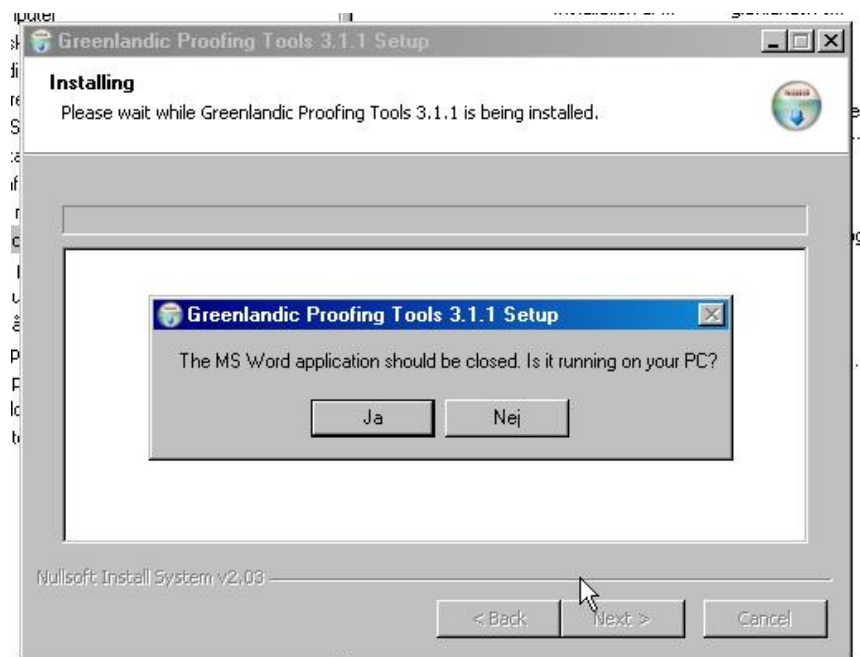 Greenlandic Proofing Tools 3.1.1 Setup
Installing
Please wait while Greenlandic Proofing Tools 3.1.1 is being installed.
Greenlandic Proofing Tools 3.1.1 Setup
The MS Word application should be closed. Is it running on your PC?
Ja
Nej
Nullsoft Install System v2.03
< Back
Next >
Cancel